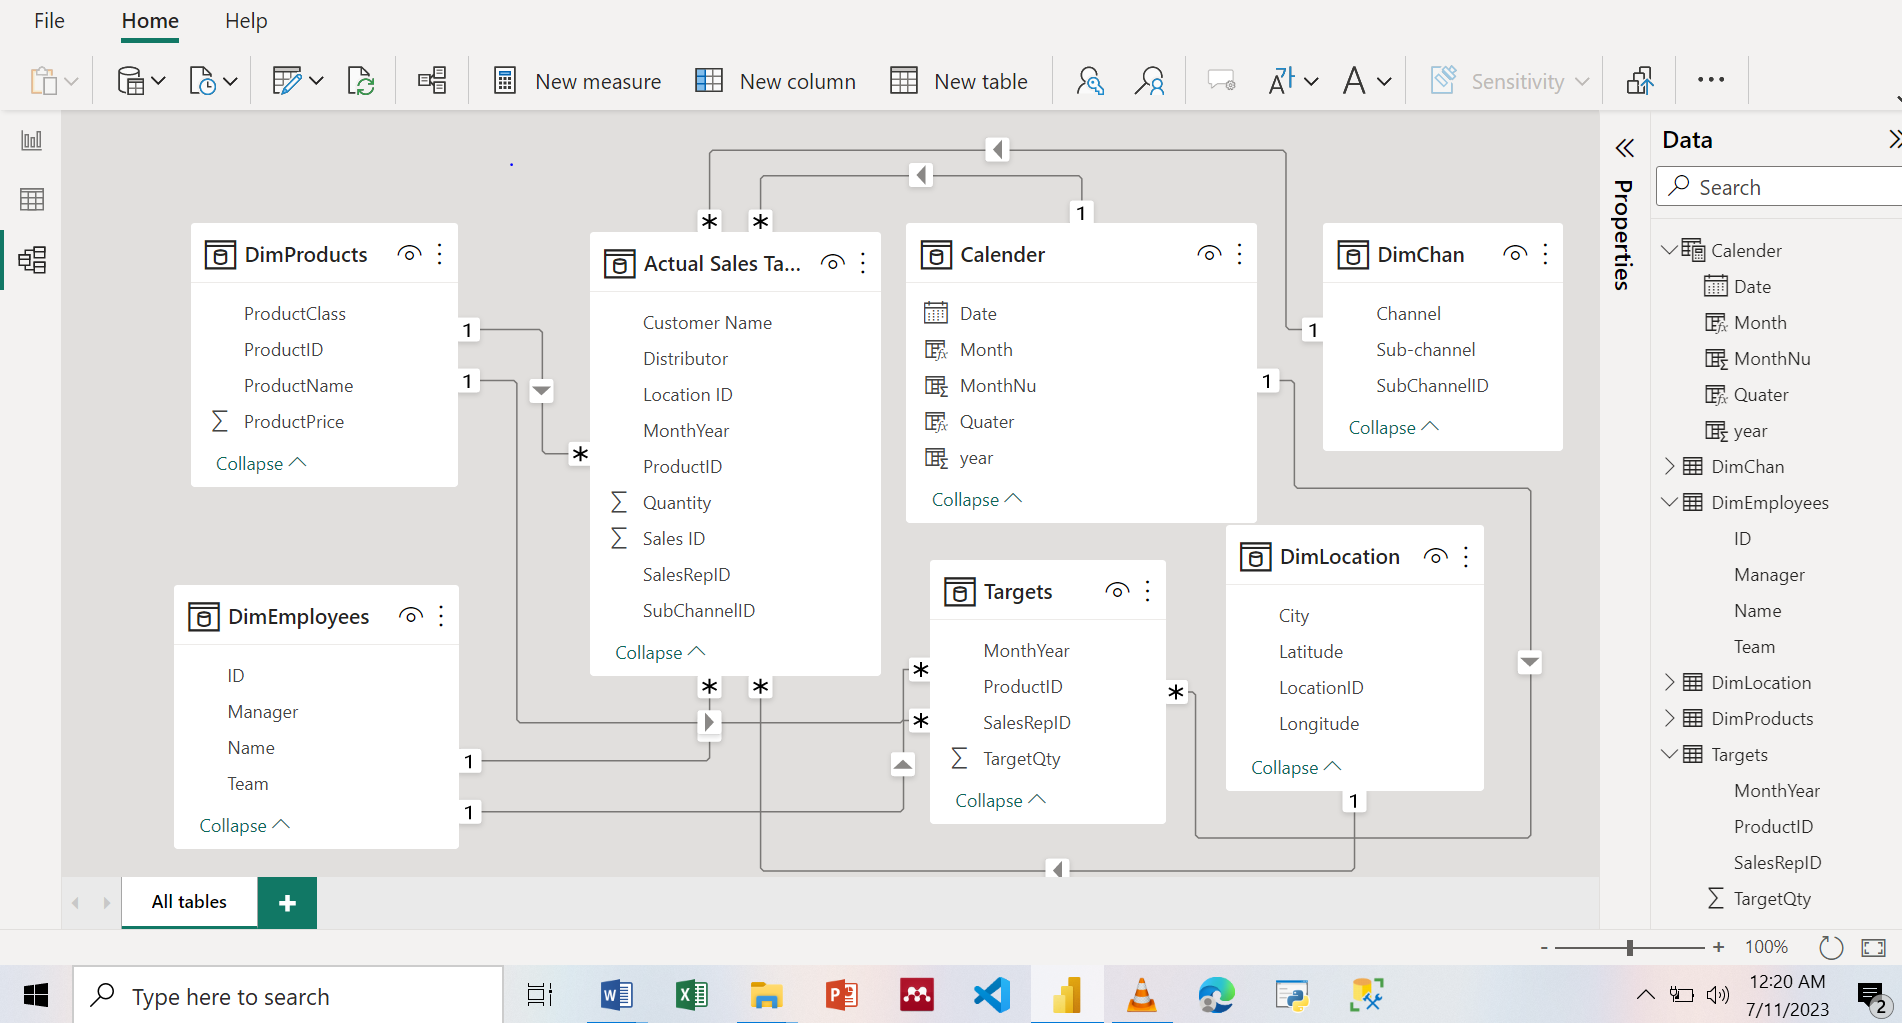 File Home Help
New measure New column New table Sensitivity
DimProducts
ProductClass
ProductID
ProductName
ProductPrice
Collapse
1
1
*
DimEmployees
ID
Manager
Name
Team
Collapse
1
1
*
*
Actual Sales Ta...
Customer Name
Distributor
Location ID
MonthYear
ProductID
Quantity
Sales ID
SalesRepID
SubChannelID
Collapse
*
*
1
Calender
Date
Month
MonthNu
Quater
year
Collapse
1
1
DimChan
Channel
Sub-channel
SubChannelID
Collapse
*
*
*
Targets
MonthYear
ProductID
SalesRepID
TargetQty
Collapse
DimLocation
City
Latitude
LocationID
Longitude
Collapse
1
Properties
Data
Search
Calender
Date
Month
MonthNu
Quater
year
DimChan
DimEmployees
ID
Manager
Name
Team
DimLocation
DimProducts
Targets
MonthYear
ProductID
SalesRepID
TargetQty
All tables +
- + 100%
Type here to search
12:20 AM
7/11/2023
2